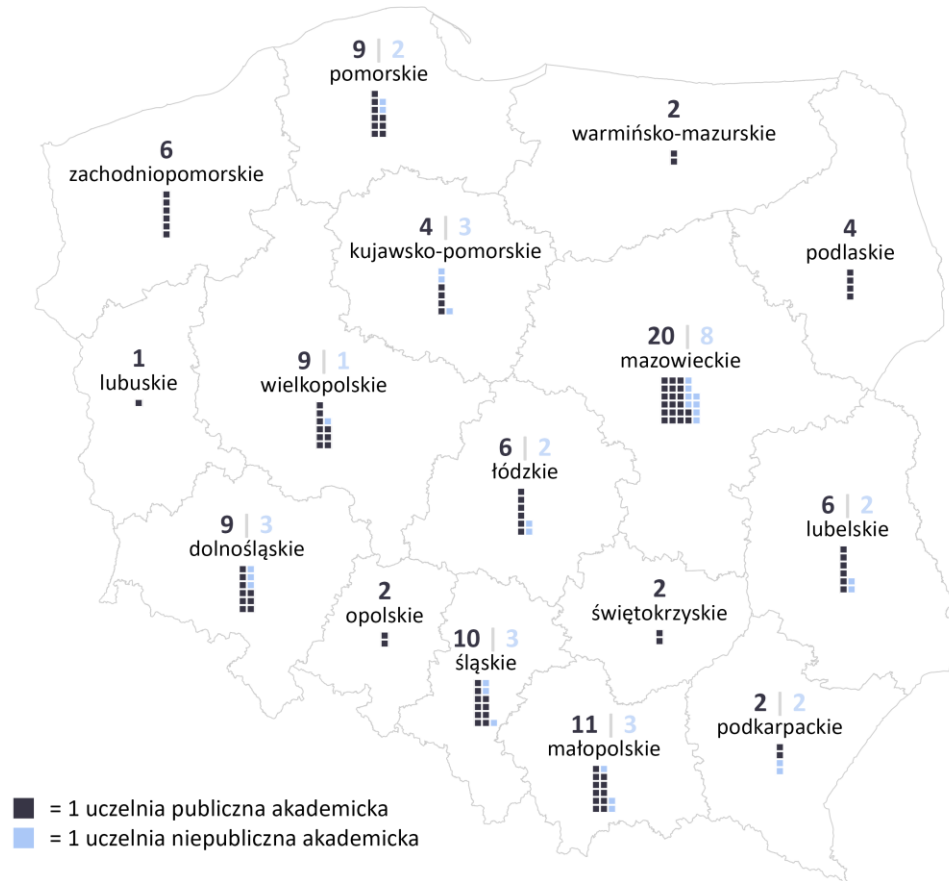 9 | 2
pomorskie
2
warmińsko-mazurskie
6
zachodniopomorskie
4 | 3
kujawsko-pomorskie
4
podlaskie
20 | 8
mazowieckie
1
lubuskie
9 | 1
wielkopolskie
6 | 2
łódzkie
6 | 2
lubelskie
9 | 3
dolnośląskie
2
opolskie
2
świętokrzyskie
10 | 3
śląskie
2 | 2
podkarpackie
11 | 3
małopolskie
= 1 uczelnia publiczna akademicka
= 1 uczelnia niepubliczna akademicka